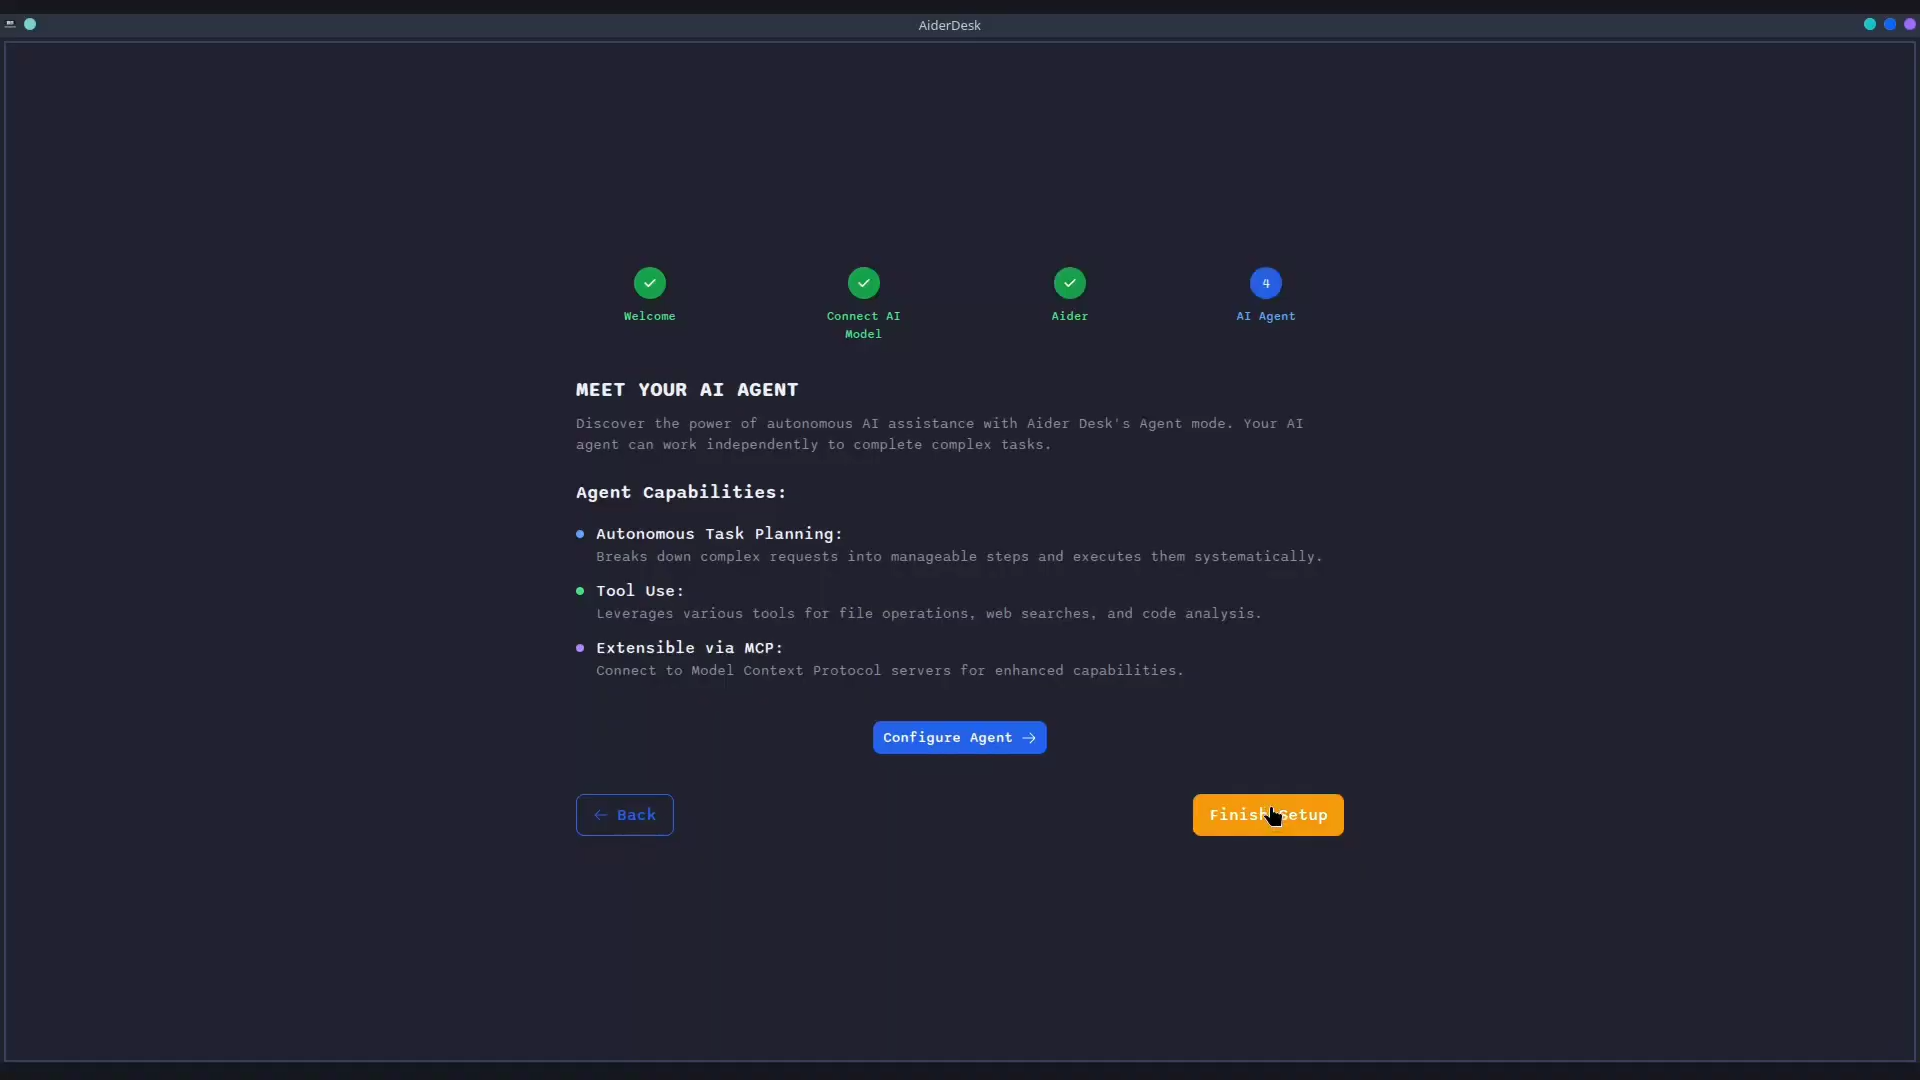 AiderDesk
4
Welcome
Connect AI
Model
Aider
AI Agent
MEET YOUR AI AGENT
Discover the power of autonomous AI assistance with Aider Desk's Agent mode. Your AI
agent can work independently to complete complex tasks.
Agent Capabilities:
Autonomous Task Planning:
Breaks down complex requests into manageable steps and executes them systematically.
Tool Use:
Leverages various tools for file operations, web searches, and code analysis.
Extensible via MCP:
Connect to Model Context Protocol servers for enhanced capabilities.
Configure Agent →
← Back
Finish Setup